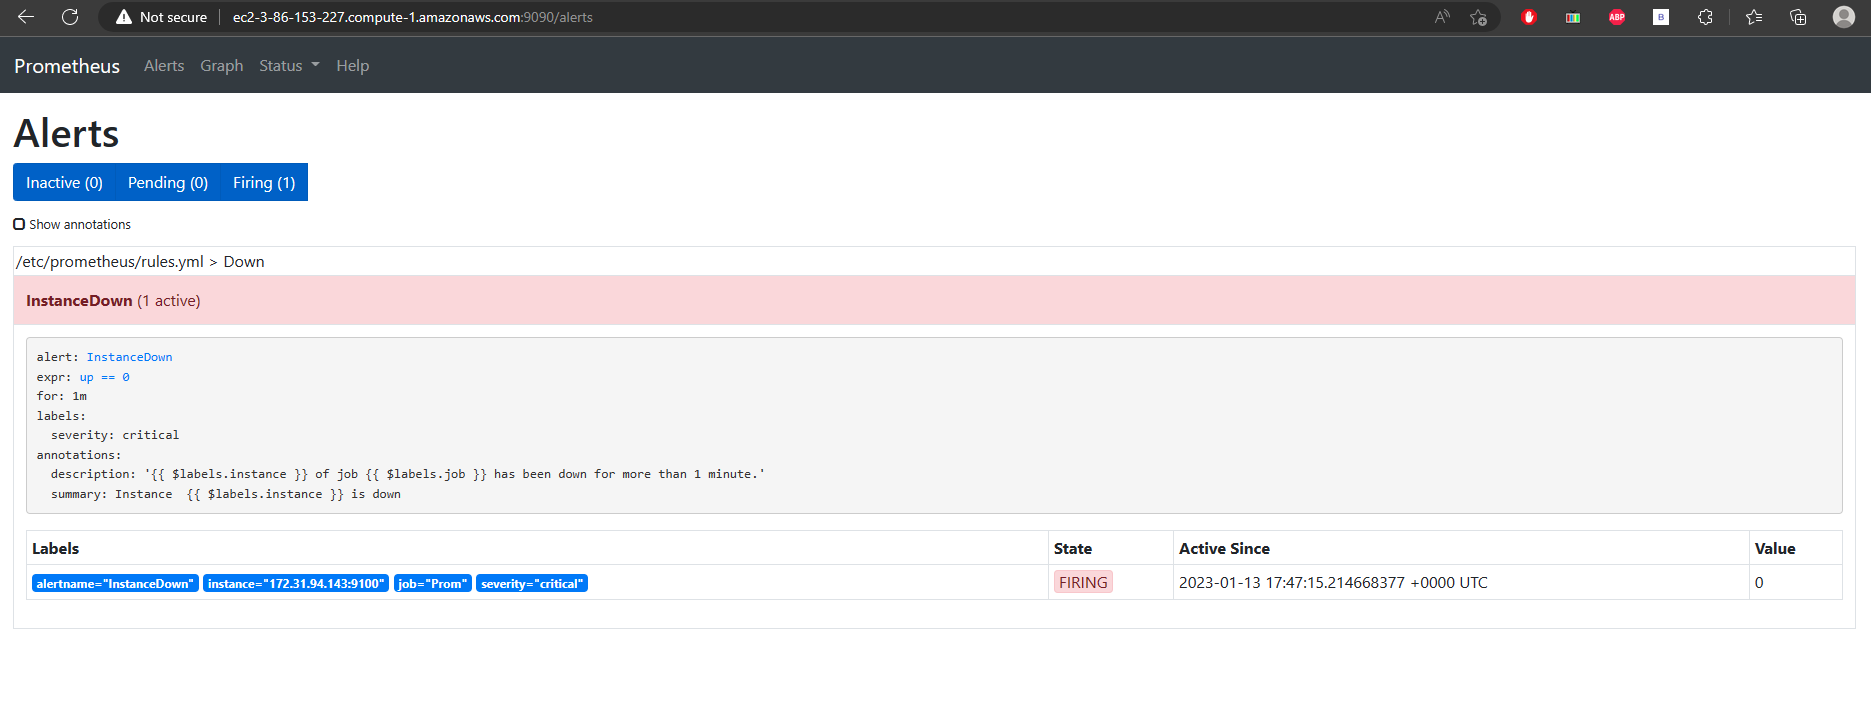 Not secure ec2-3-86-153-227.compute-1.amazonaws.com:9090/alerts
A ABP B
Prometheus Alerts Graph Status Help
Alerts
Inactive (0) Pending (0) Firing (1)
Show annotations
/etc/prometheus/rules.yml > Down
InstanceDown (1 active)
alert: InstanceDown
expr: up == 0
for: 1m
labels:
severity: critical
annotations:
description: '{{ $labels.instance }} of job {{ $labels.job }} has been down for more than 1 minute.'
summary: Instance  {{ $labels.instance }} is down
Labels State Active Since Value
alertname="InstanceDown" instance="172.31.94.143:9100" job="Prom" severity="critical" FIRING 2023-01-13 17:47:15.214668377 +0000 UTC 0